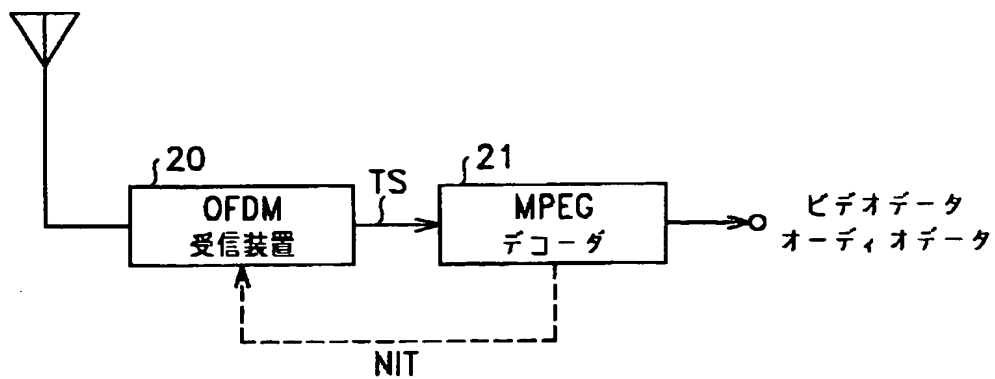 20
OFDM
受信装置
TS
21
MPEG
デコーダ
ビデオデータ
オーディオデータ
NIT